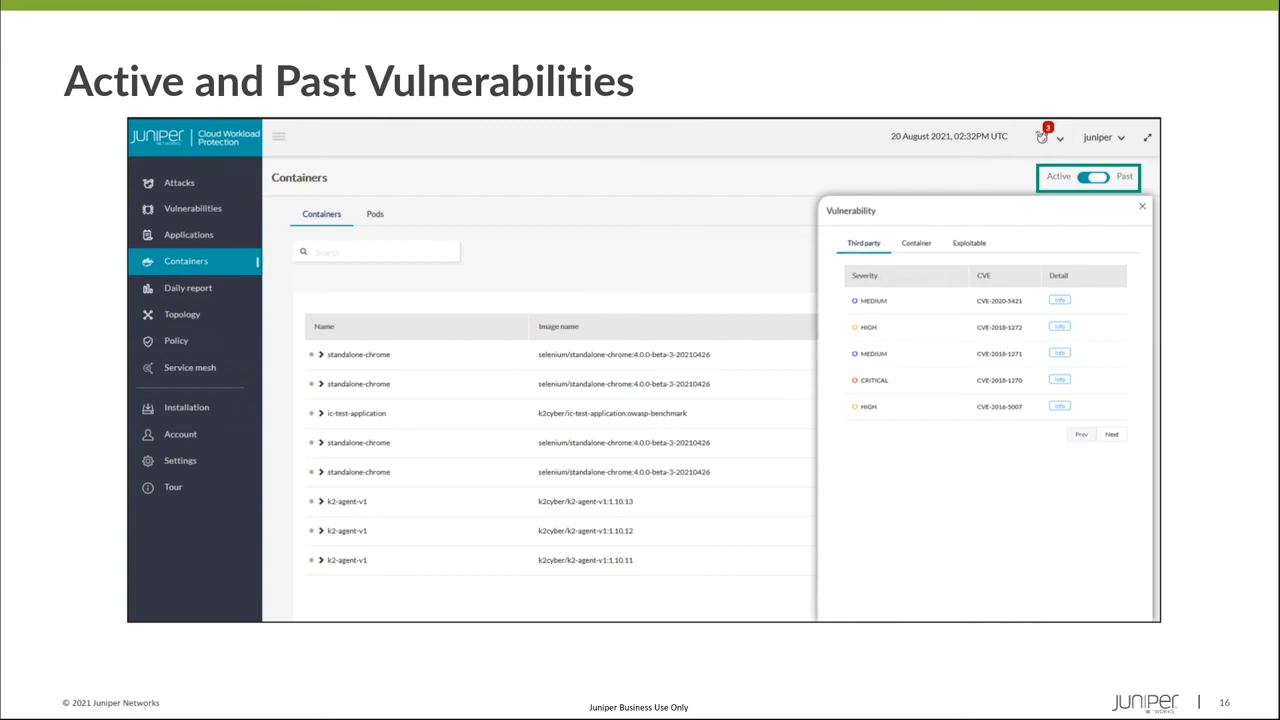 Active and Past Vulnerabilities
JUNIPER NETWORKS | Cloud Workload Protection
20 August 2021, 02:32PM UTC
3
juniper
Attacks
Vulnerabilities
Applications
Containers
Daily report
Topology
Policy
Service mesh
Installation
Account
Settings
Tour
Containers
Active Past
Containers Pods
Search
Name Image name
standalone-chrome selenium/standalone-chrome:4.0.0-beta-3-20210426
standalone-chrome selenium/standalone-chrome:4.0.0-beta-3-20210426
ic-test-application k2cyber/ic-test-application:owasp-benchmark
standalone-chrome selenium/standalone-chrome:4.0.0-beta-3-20210426
standalone-chrome selenium/standalone-chrome:4.0.0-beta-3-20210426
k2-agent-v1 k2cyber/k2-agent-v1:1.10.13
k2-agent-v1 k2cyber/k2-agent-v1:1.10.12
k2-agent-v1 k2cyber/k2-agent-v1:1.10.11
Vulnerability
Third party Container Exploitable
Severity CVE Detail
MEDIUM CVE-2020-5421 Info
HIGH CVE-2018-1272 Info
MEDIUM CVE-2018-1271 Info
CRITICAL CVE-2018-1270 Info
HIGH CVE-2016-5007 Info
Prev Next
© 2021 Juniper Networks
Juniper Business Use Only
JUNIPER NETWORKS | 16